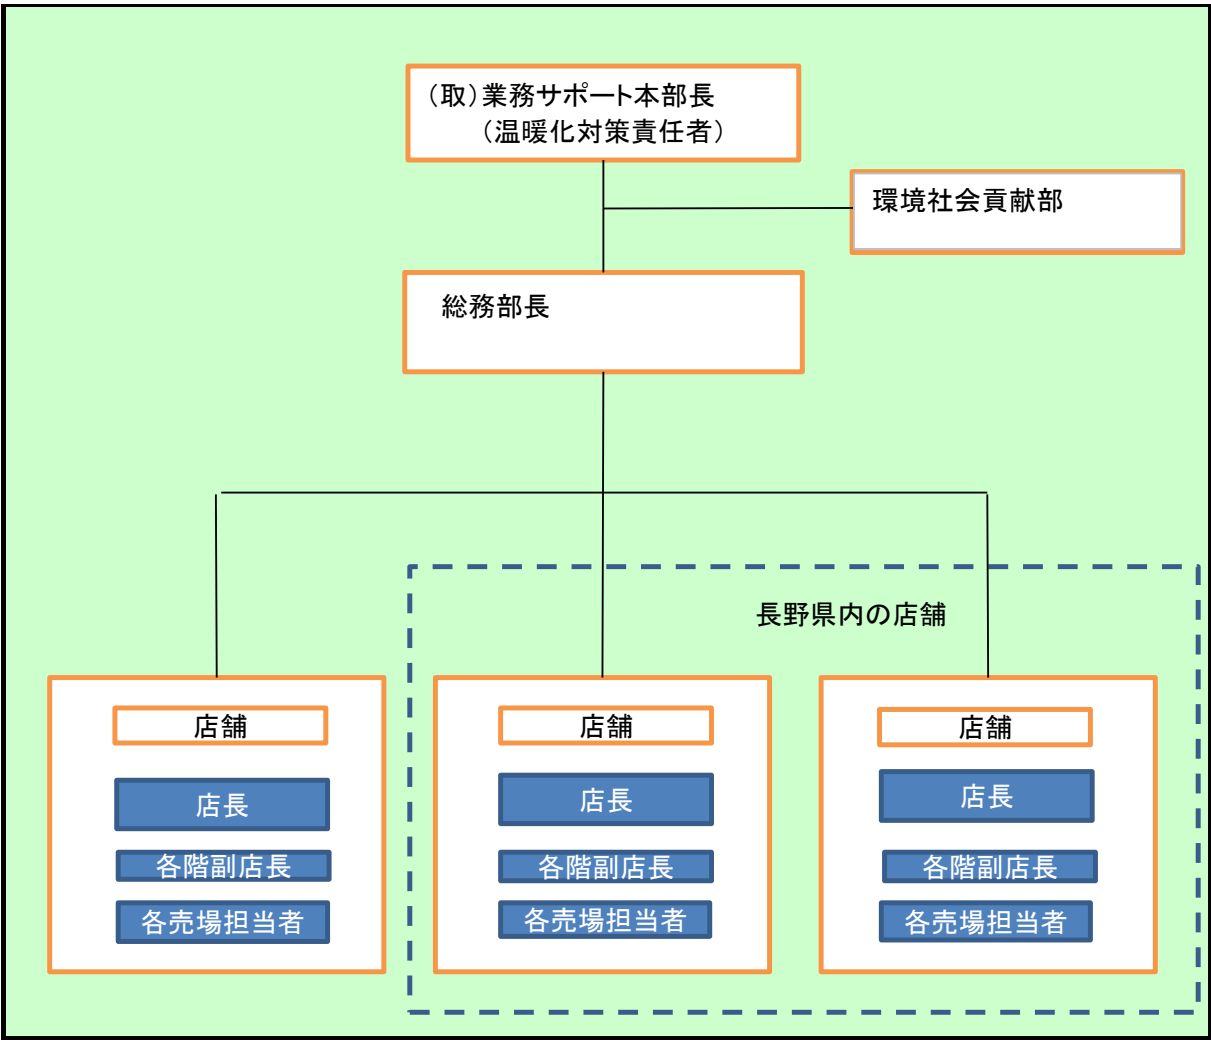 （取）業務サポート本部長
（温暖化対策責任者）
環境社会貢献部
総務部長
長野県内の店舗
店舗
店長
各階副店長
各売場担当者
店舗
店長
各階副店長
各売場担当者
店舗
店長
各階副店長
各売場担当者